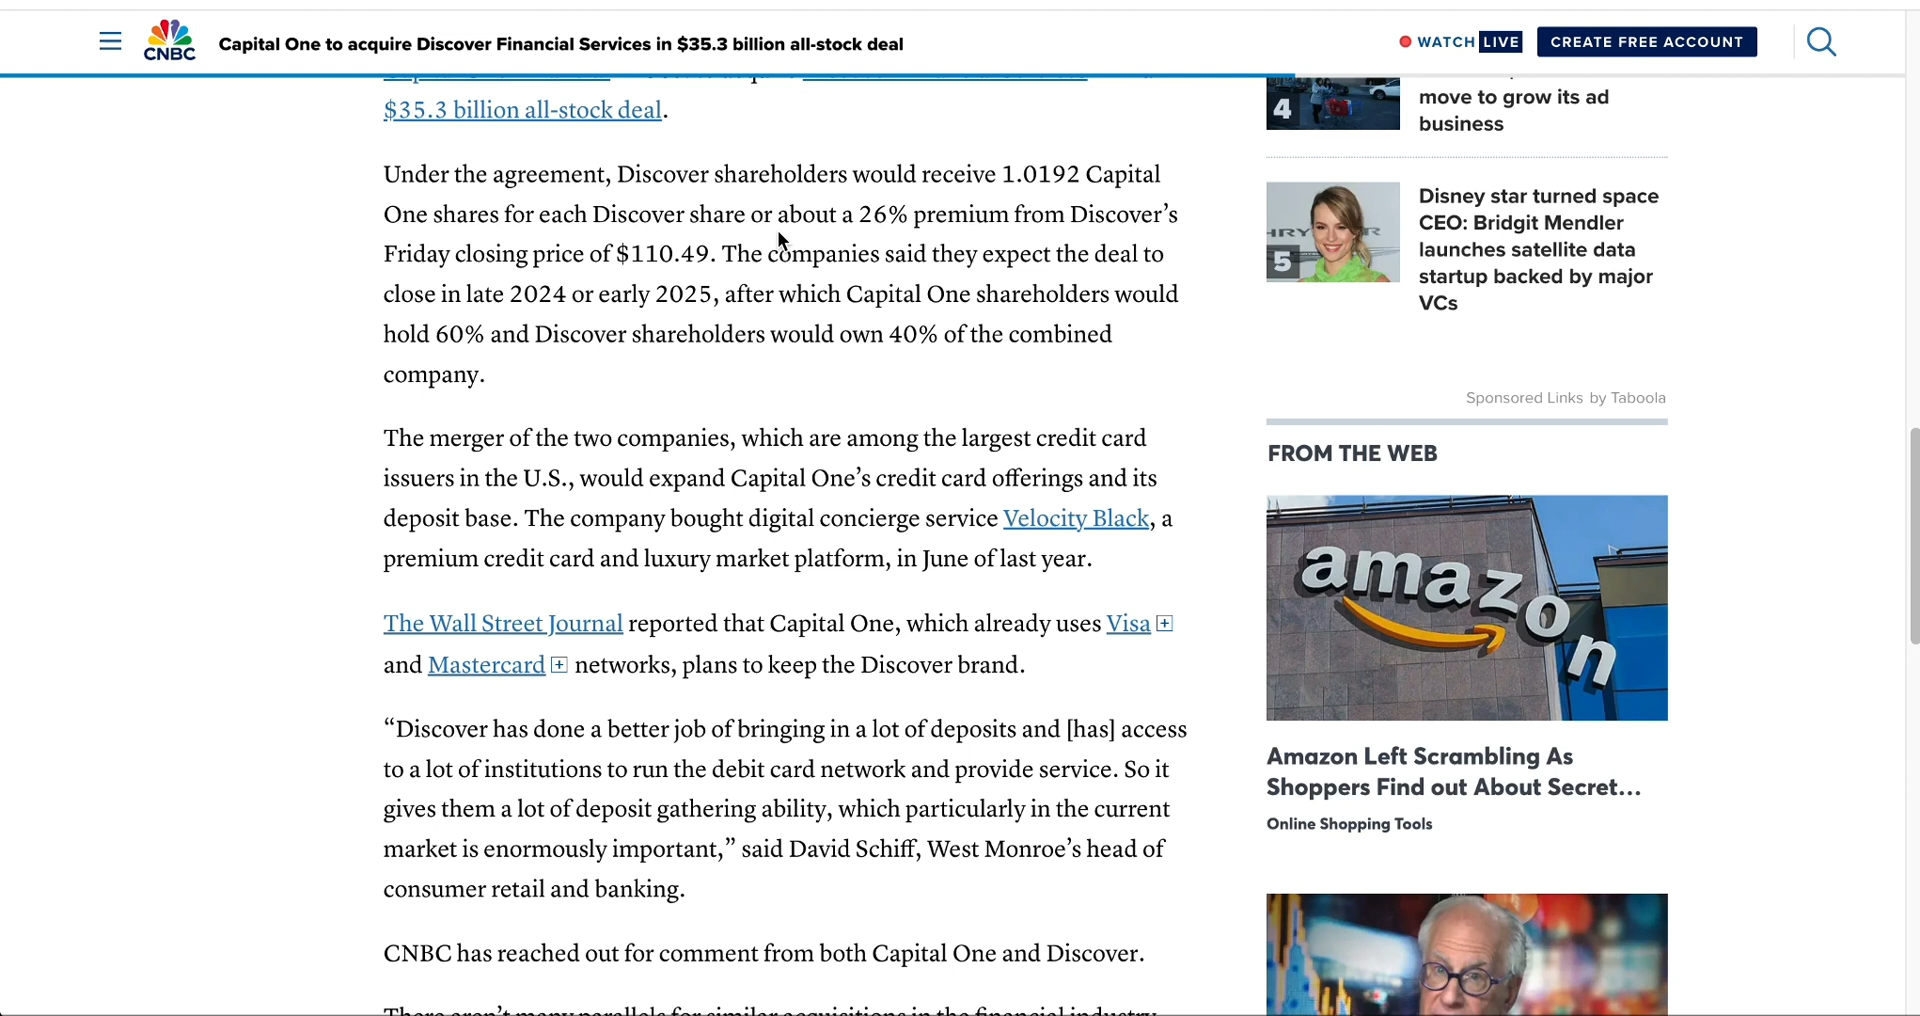 CNBC
Capital One to acquire Discover Financial Services in $35.3 billion all-stock deal
WATCH LIVE
CREATE FREE ACCOUNT
$35.3 billion all-stock deal.
Under the agreement, Discover shareholders would receive 1.0192 Capital
One shares for each Discover share or about a 26% premium from Discover’s
Friday closing price of $110.49. The companies said they expect the deal to
close in late 2024 or early 2025, after which Capital One shareholders would
hold 60% and Discover shareholders would own 40% of the combined
company.
The merger of the two companies, which are among the largest credit card
issuers in the U.S., would expand Capital One’s credit card offerings and its
deposit base. The company bought digital concierge service Velocity Black, a
premium credit card and luxury market platform, in June of last year.
The Wall Street Journal reported that Capital One, which already uses Visa
and Mastercard networks, plans to keep the Discover brand.
“Discover has done a better job of bringing in a lot of deposits and [has] access
to a lot of institutions to run the debit card network and provide service. So it
gives them a lot of deposit gathering ability, which particularly in the current
market is enormously important,” said David Schiff, West Monroe’s head of
consumer retail and banking.
CNBC has reached out for comment from both Capital One and Discover.
There aren’t many parallels for similar acquisitions in the financial industry
4
move to grow its ad
business
5
Disney star turned space
CEO: Bridgit Mendler
launches satellite data
startup backed by major
VCs
Sponsored Links by Taboola
FROM THE WEB
amazon
Amazon Left Scrambling As
Shoppers Find out About Secret…
Online Shopping Tools